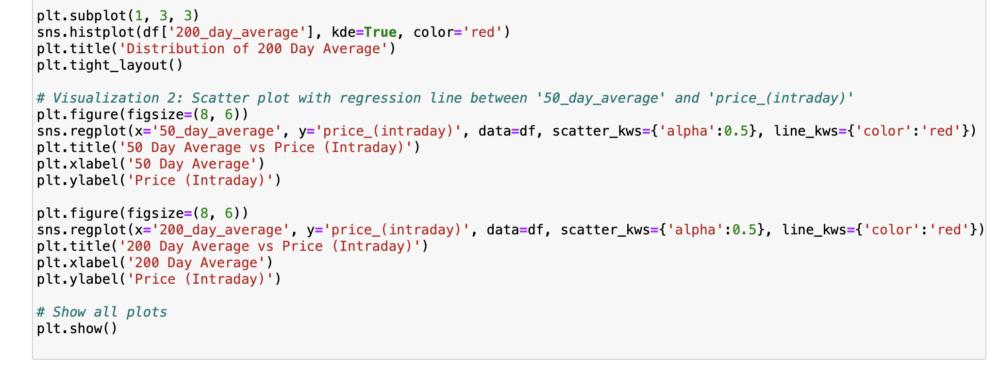 plt.subplot(1, 3, 3)
sns.histplot(df['200_day_average'], kde=True, color='red')
plt.title('Distribution of 200 Day Average')
plt.tight_layout()
# Visualization 2: Scatter plot with regression line between '50_day_average' and 'price_(intraday)'
plt.figure(figsize=(8, 6))
sns.regplot(x='50_day_average', y='price_(intraday)', data=df, scatter_kws={'alpha':0.5}, line_kws={'color':'red'})
plt.title('50 Day Average vs Price (Intraday)')
plt.xlabel('50 Day Average')
plt.ylabel('Price (Intraday)')
plt.figure(figsize=(8, 6))
sns.regplot(x='200_day_average', y='price_(intraday)', data=df, scatter_kws={'alpha':0.5}, line_kws={'color':'red'})
plt.title('200 Day Average vs Price (Intraday)')
plt.xlabel('200 Day Average')
plt.ylabel('Price (Intraday)')
# Show all plots
plt.show()